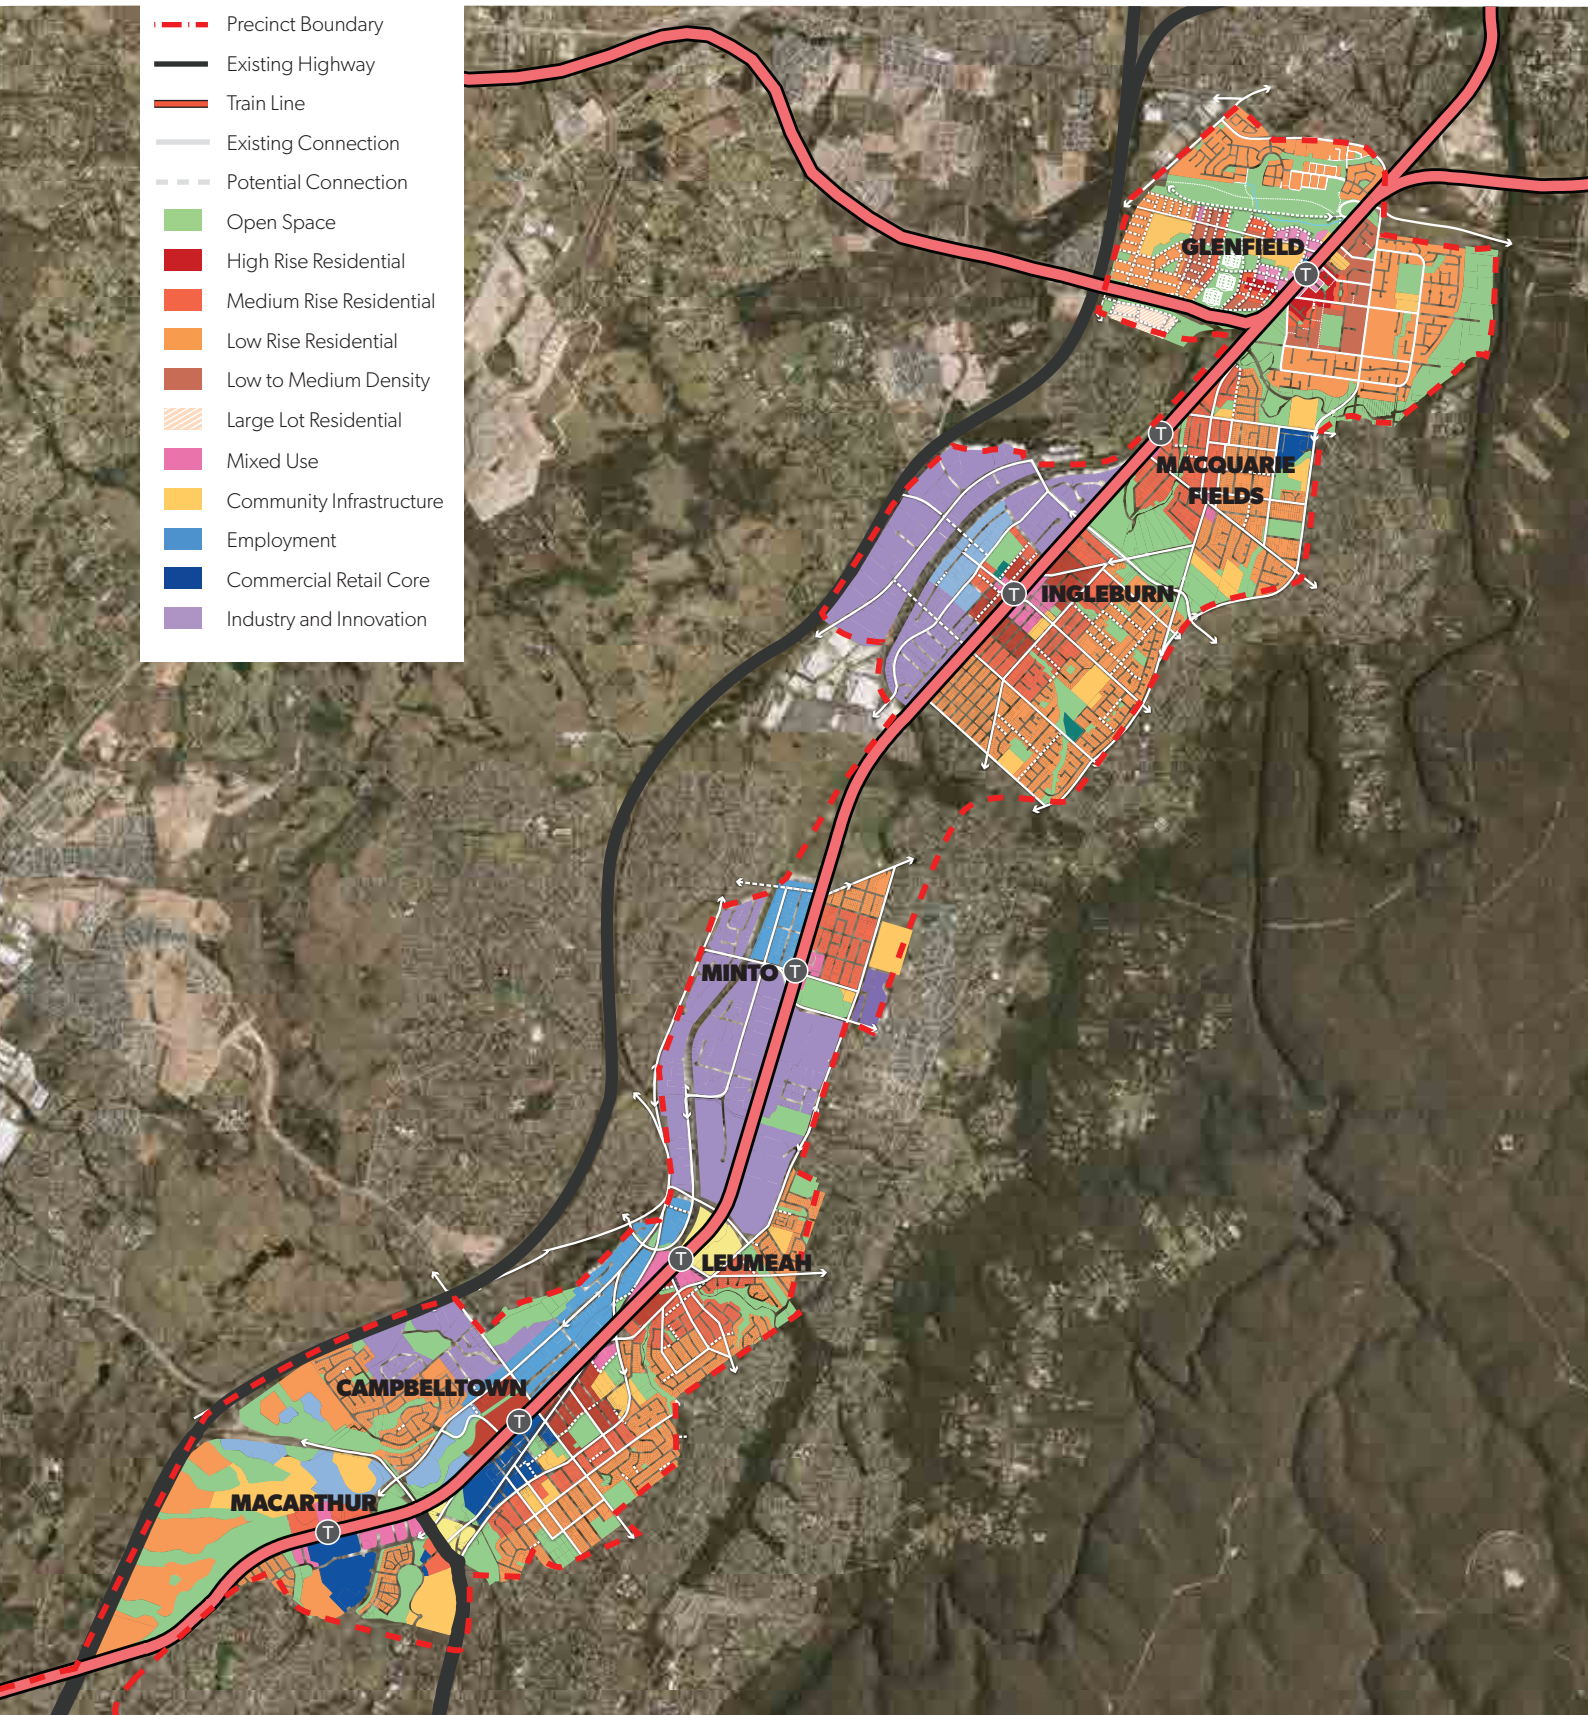 Precinct Boundary
Existing Highway
Train Line
Existing Connection
Potential Connection
Open Space
High Rise Residential
Medium Rise Residential
Low Rise Residential
Low to Medium Density
Large Lot Residential
Mixed Use
Community Infrastructure
Employment
Commercial Retail Core
Industry and Innovation
GLENFIELD
T
T
MACQUARIE
FIELDS
T INGLEBURN
MINTO T
T LEUMEAH
CAMPBELLTOWN
T
MACARTHUR
T